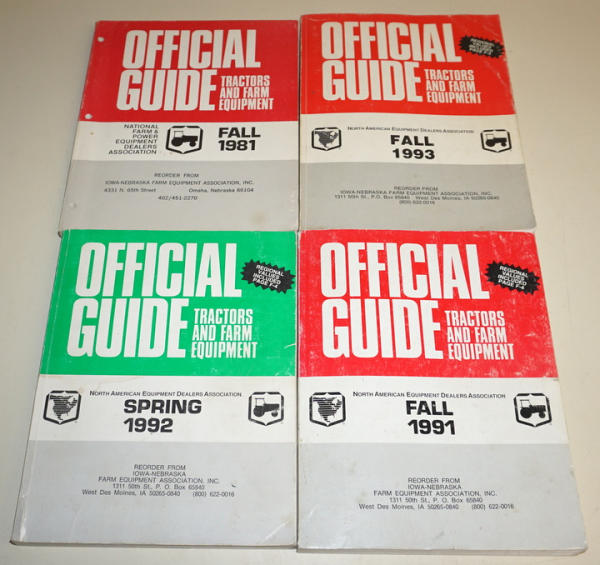 OFFICIAL
GUIDE
TRACTORS
AND FARM
EQUIPMENT
NATIONAL
FARM &
POWER
EQUIPMENT
DEALERS
ASSOCIATION
FALL
1981
REORDER FROM
IOWA-NEBRASKA FARM EQUIPMENT ASSOCIATION, INC.
4331 N. 65th Street Omaha, Nebraska 68104
402/451-2270
OFFICIAL
GUIDE
REGIONAL
VALUES
INCLUDED
TRACTORS
AND FARM
EQUIPMENT
NORTH AMERICAN EQUIPMENT DEALERS ASSOCIATION
FALL
1993
REORDER FROM
IOWA-NEBRASKA FARM EQUIPMENT ASSOCIATION, INC.
1311 50th St., P.O. Box 65840 West Des Moines, IA 50265-0840
(800) 622-0016
OFFICIAL
GUIDE
REGIONAL
VALUES
INCLUDED
PAGE F-4
TRACTORS
AND FARM
EQUIPMENT
NORTH AMERICAN EQUIPMENT DEALERS ASSOCIATION
SPRING
1992
REORDER FROM
IOWA-NEBRASKA
FARM EQUIPMENT ASSOCIATION, INC.
1311 50th St., P. O. Box 65840
West Des Moines, IA 50265-0840 (800) 622-0016
OFFICIAL
GUIDE
REGIONAL
VALUES
INCLUDED
TRACTORS
AND FARM
EQUIPMENT
NORTH AMERICAN EQUIPMENT DEALERS ASSOCIATION
FALL
1991
REORDER FROM
IOWA-NEBRASKA
FARM EQUIPMENT ASSOCIATION, INC.
1311 50th St., P. O. Box 65840
West Des Moines, IA 50265-0840 (800) 622-0016